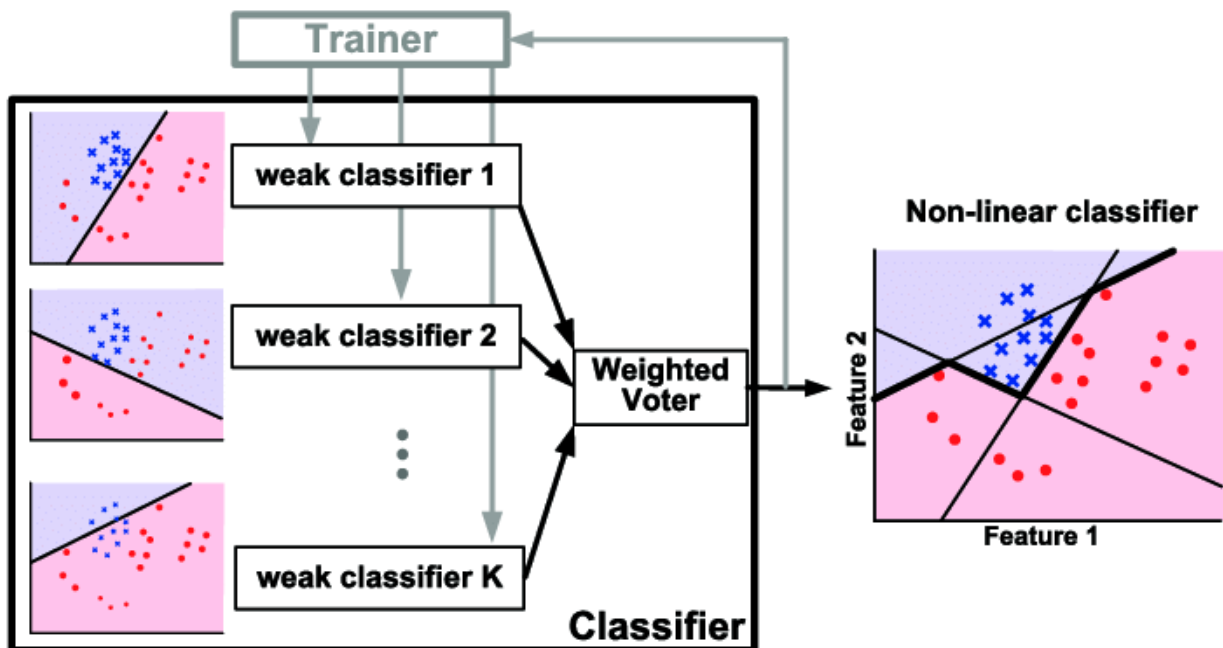 Trainer
weak classifier 1
weak classifier 2
weak classifier K
Weighted
Voter
Classifier
Non-linear classifier
Feature 2
Feature 1